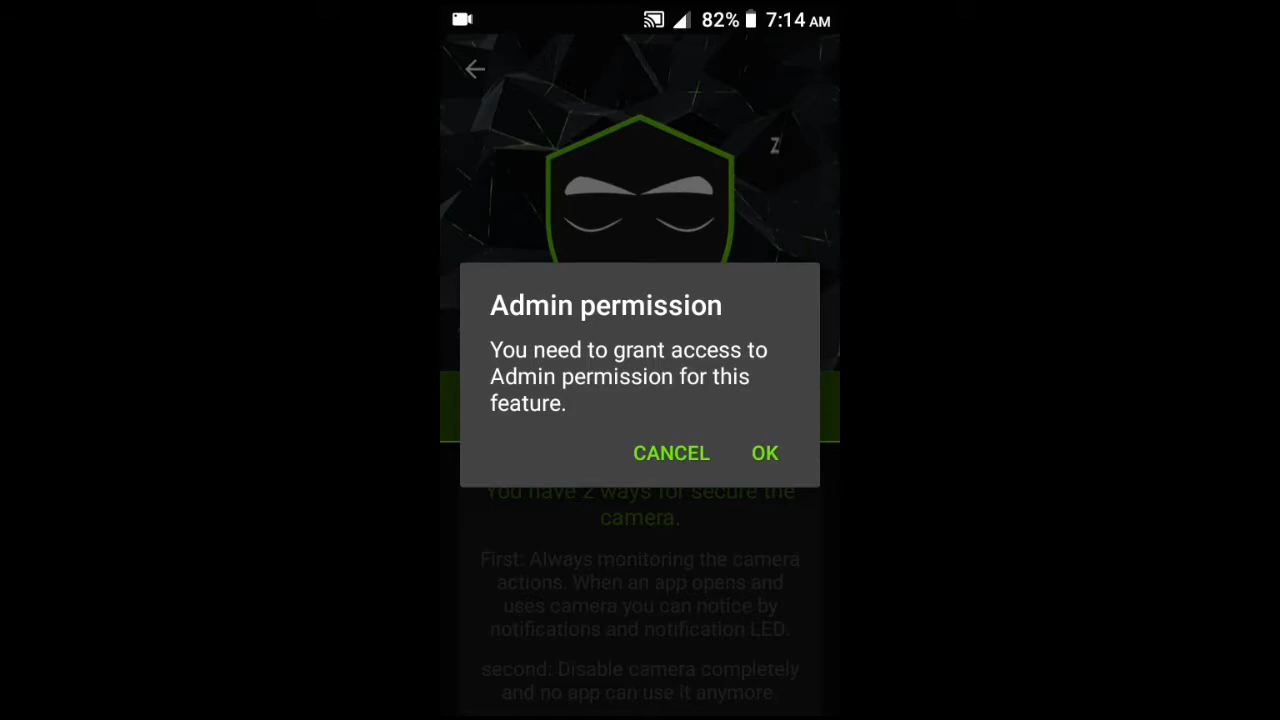 82% 7:14 AM
Z
Admin permission
You need to grant access to
Admin permission for this
feature.
CANCEL OK
You have 2 ways for secure the
camera.
First: Always monitoring the camera
actions. When an app opens and
uses camera you can notice by
notifications and notification LED.
second: Disable camera completely
and no app can use it anymore.